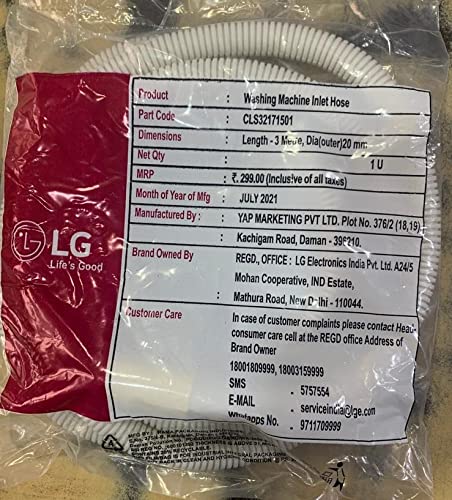 Product : Washing Machine Inlet Hose
Part Code : CLS32171501
Dimensions : Length - 3 Metre, Dia(outer)20 mm
Net Qty : 1 U
MRP : ₹. 299.00 (Inclusive of all taxes)
Month of Year of Mfg : JULY 2021
Manufactured By : YAP MARKETING PVT LTD. Plot No. 376/2 (18,19)
Kachigam Road, Daman - 396210.
Brand Owned By REGD., OFFICE : LG Electronics India Pvt. Ltd. A24/5
Mohan Cooperative, IND Estate,
Mathura Road, New Delhi - 110044.
LG
Life's Good
Customer Care In case of customer complaints please contact Head
consumer care cell at the REGD office Address of
Brand Owner
18001809999, 18003159999
SMS . 5757554
E-MAIL . serviceindia@lge.com
Whatapps No. . 9711709999